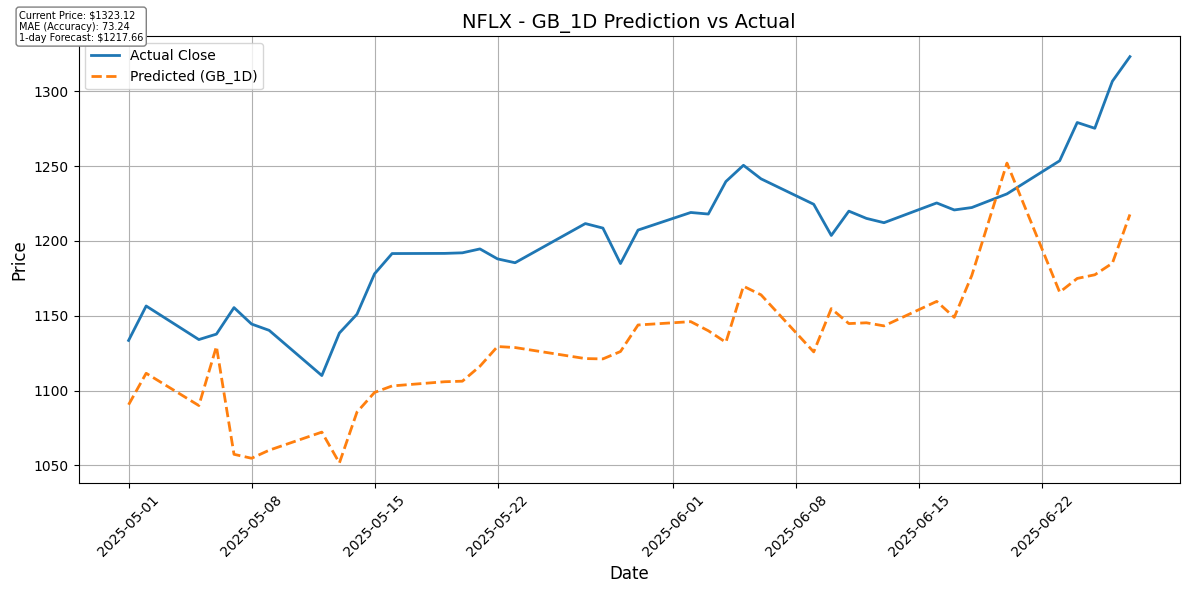 NFLX - GB_1D Prediction vs Actual
Current Price: $1323.12
MAE (Accuracy): 73.24
1-day Forecast: $1217.66
Actual Close
Predicted (GB_1D)
Price
1300
1250
1200
1150
1100
1050
2025-05-01
2025-05-08
2025-05-15
2025-05-22
2025-06-01
2025-06-08
2025-06-15
2025-06-22
Date